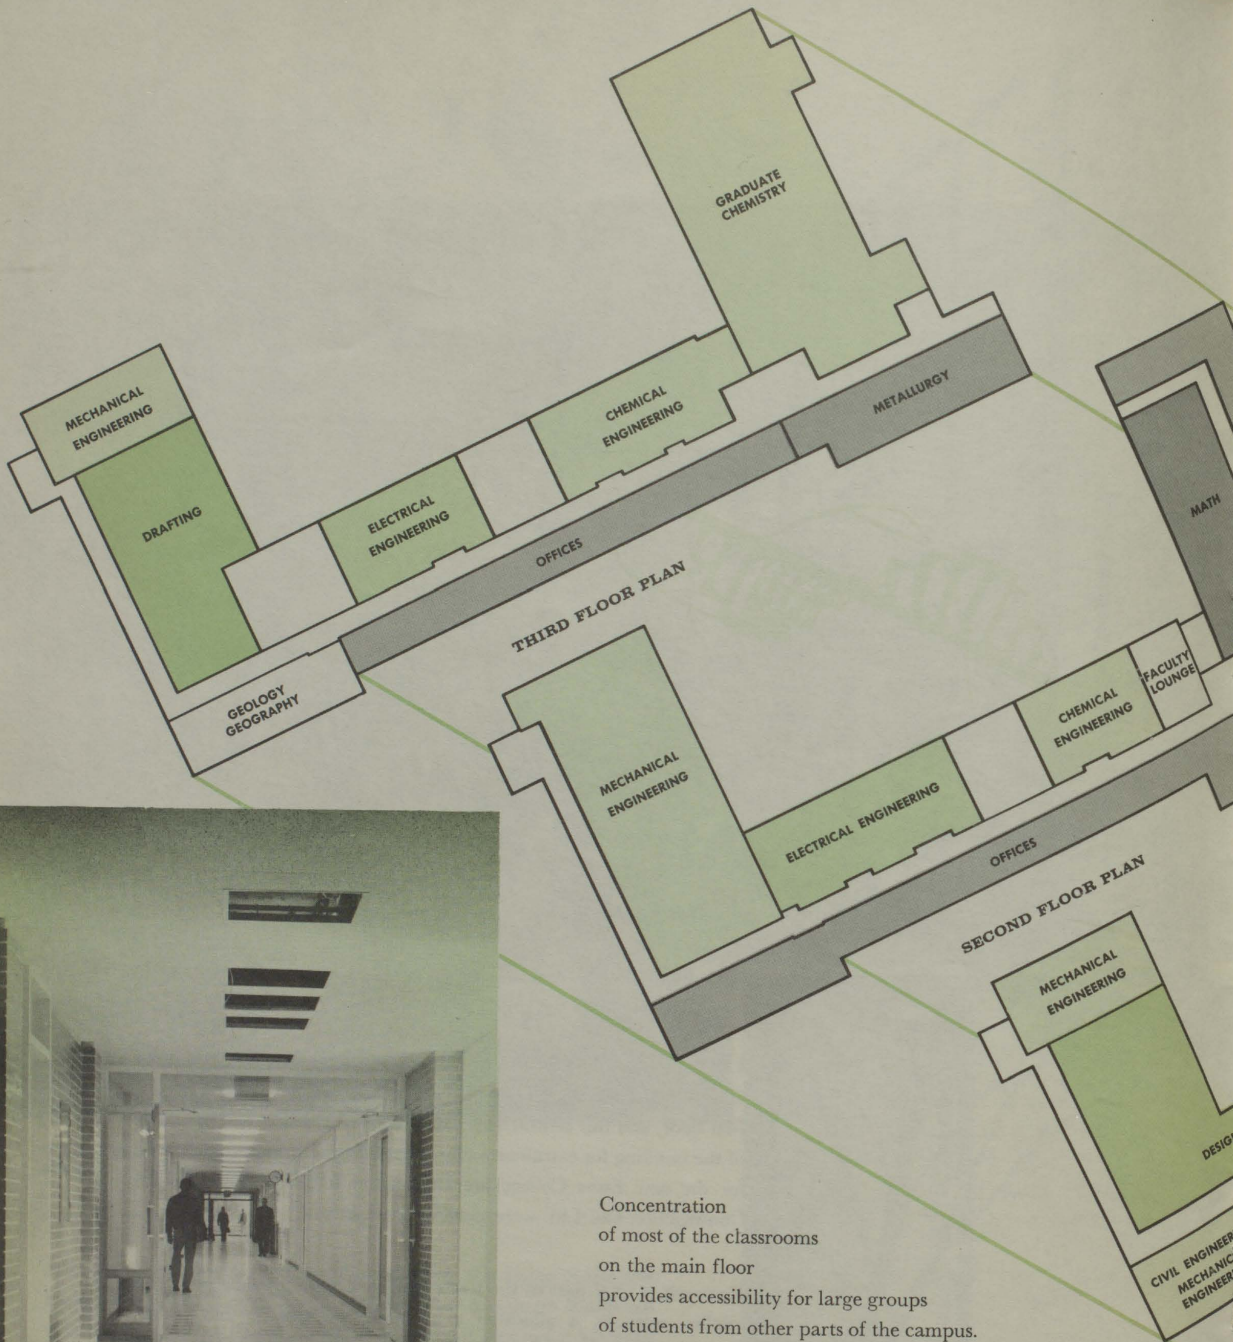 GRADUATE
CHEMISTRY
MECHANICAL
ENGINEERING
DRAFTING
ELECTRICAL
ENGINEERING
CHEMICAL
ENGINEERING
METALLURGY
OFFICES
GEOLOGY
GEOGRAPHY
THIRD FLOOR PLAN
MATH
MECHANICAL
ENGINEERING
ELECTRICAL ENGINEERING
CHEMICAL
ENGINEERING
FACULTY
LOUNGE
OFFICES
SECOND FLOOR PLAN
MECHANICAL
ENGINEERING
CIVIL
Concentration
of most of the classrooms
on the main floor
provides accessibility for large groups
of students from other parts of the campus.